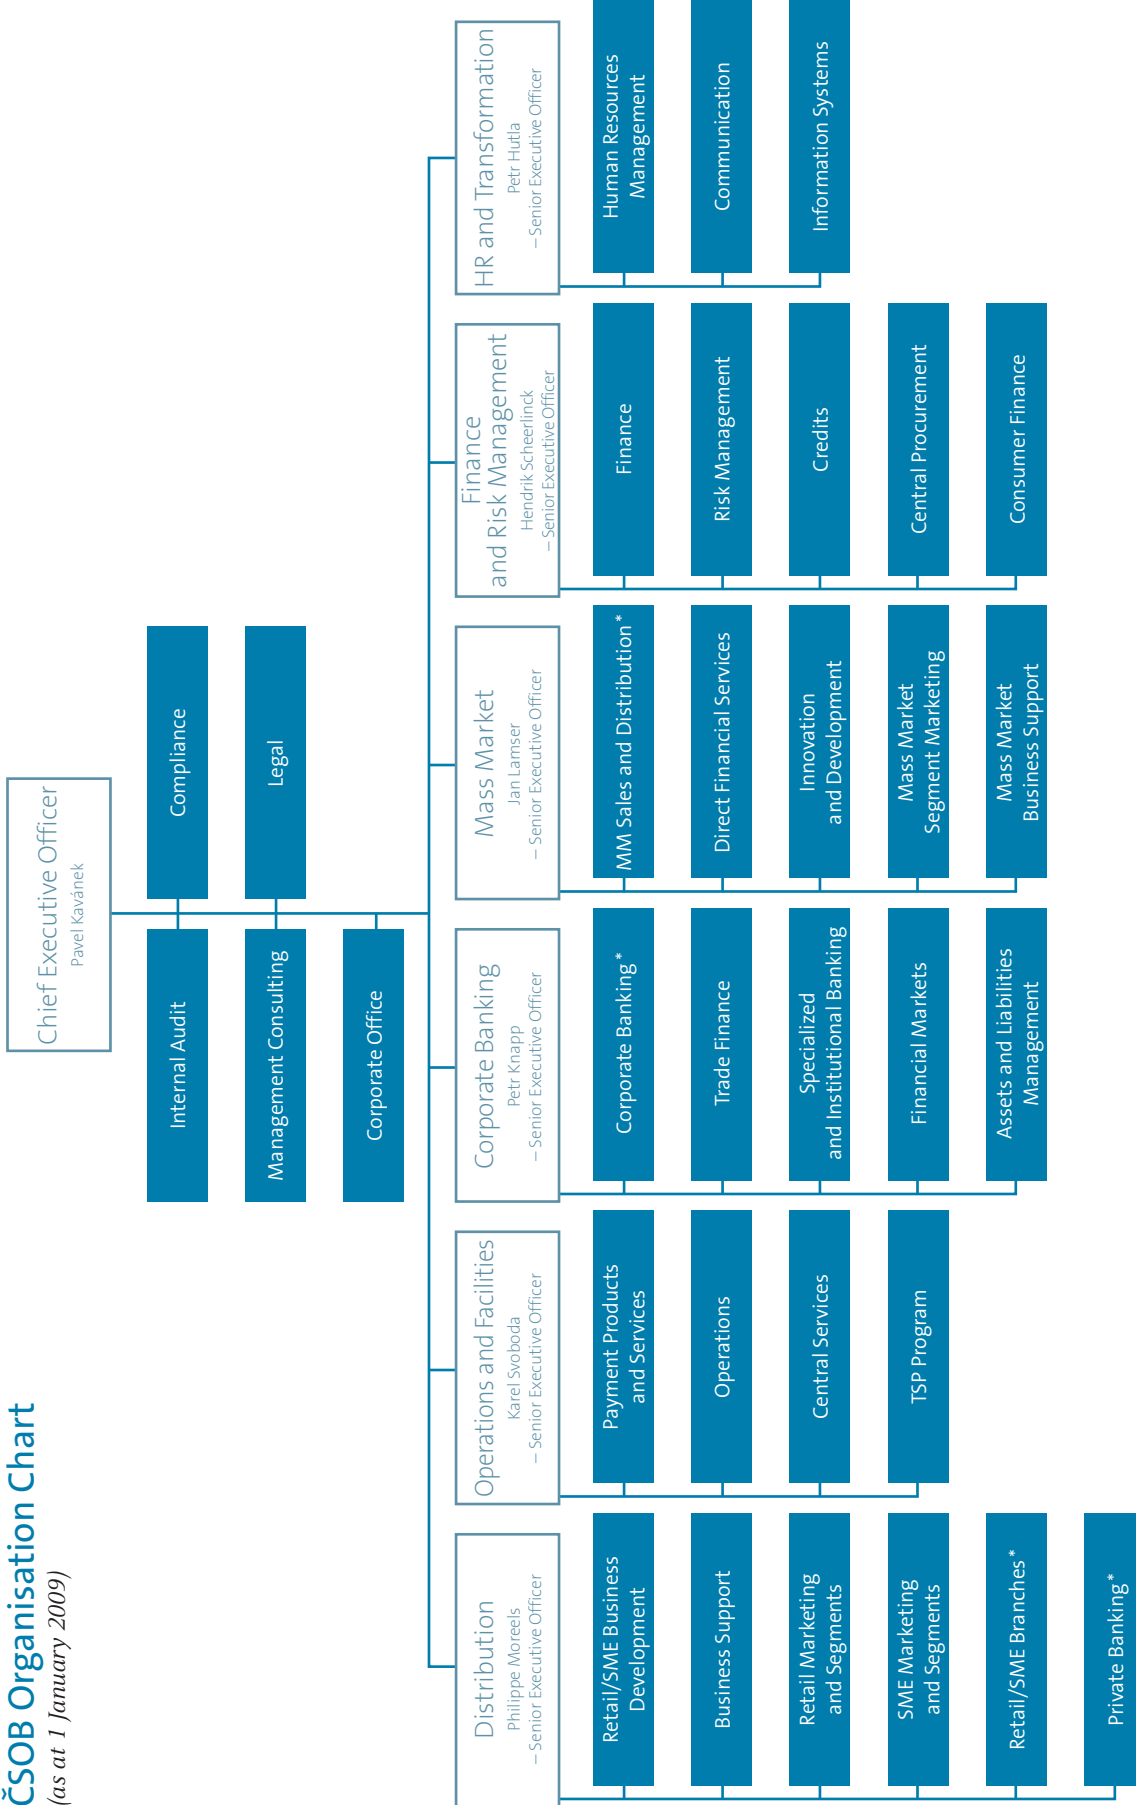 ČSOB Organisation Chart
(as at 1 January 2009)
Chief Executive Officer
Pavel Kavánek
Internal Audit
Compliance
Management Consulting
Legal
Corporate Office
Distribution
Philippe Moreels
– Senior Executive Officer
Retail/SME Business
Development
Business Support
Retail Marketing
and Segments
SME Marketing
and Segments
Retail/SME Branches*
Private Banking*
Operations and Facilities
Karel Svoboda
– Senior Executive Officer
Payment Products
and Services
Operations
Central Services
TSP Program
Corporate Banking
Petr Knapp
– Senior Executive Officer
Corporate Banking*
Trade Finance
Specialized
and Institutional Banking
Financial Markets
Assets and Liabilities
Management
Mass Market
Jan Lamser
– Senior Executive Officer
MM Sales and Distribution*
Direct Financial Services
Innovation
and Development
Mass Market
Segment Marketing
Mass Market
Business Support
Finance
and Risk Management
Hendrik Scheerlinck
– Senior Executive Officer
Finance
Risk Management
Credits
Central Procurement
Consumer Finance
HR and Transformation
Petr Hutla
– Senior Executive Officer
Human Resources
Management
Communication
Information Systems